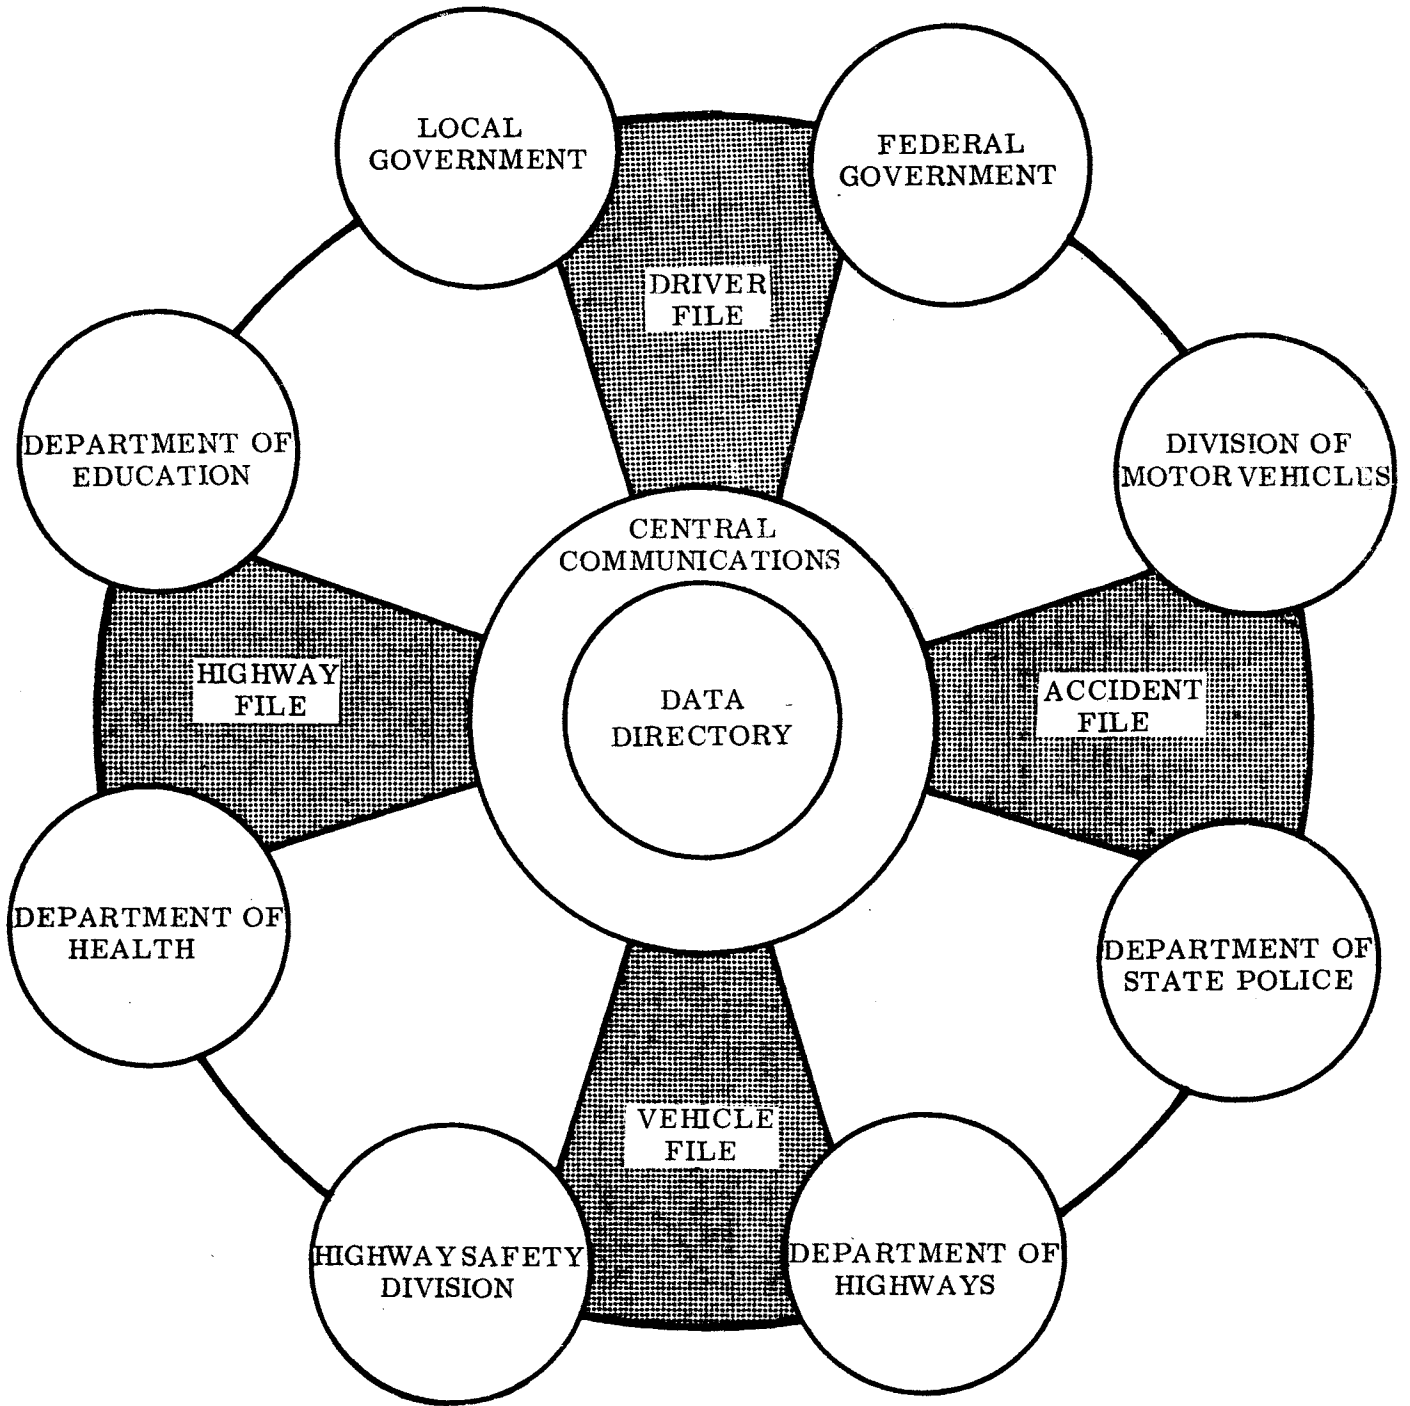 LOCAL
GOVERNMENT
FEDERAL
GOVERNMENT
DRIVER
FILE
DEPARTMENT OF
EDUCATION
DIVISION OF
MOTOR VEHICLES
CENTRAL
COMMUNICATIONS
HIGHWAY
FILE
DATA
DIRECTORY
ACCIDENT
FILE
DEPARTMENT OF
HEALTH
DEPARTMENT OF
STATE POLICE
VEHICLE
FILE
HIGHWAY SAFETY
DIVISION
DEPARTMENT OF
HIGHWAYS